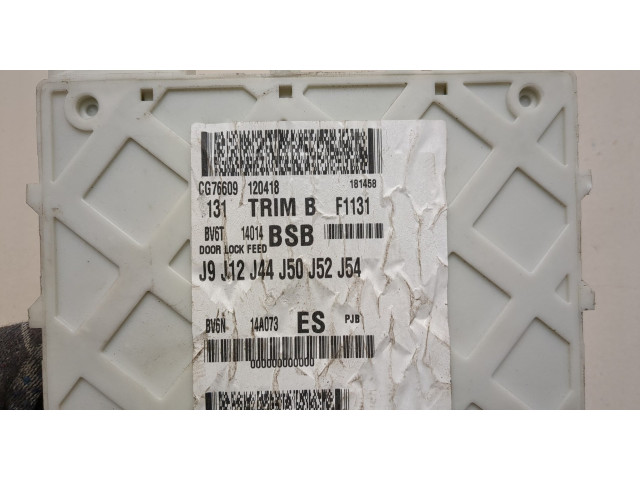 CG76609 120418 181458
131 TRIM B F1131
BV6T 14014 BSB
DOOR LOCK FEED
J9 J12 J44 J50 J52 J54
BV6N 14A073 ES PJB
000000000000